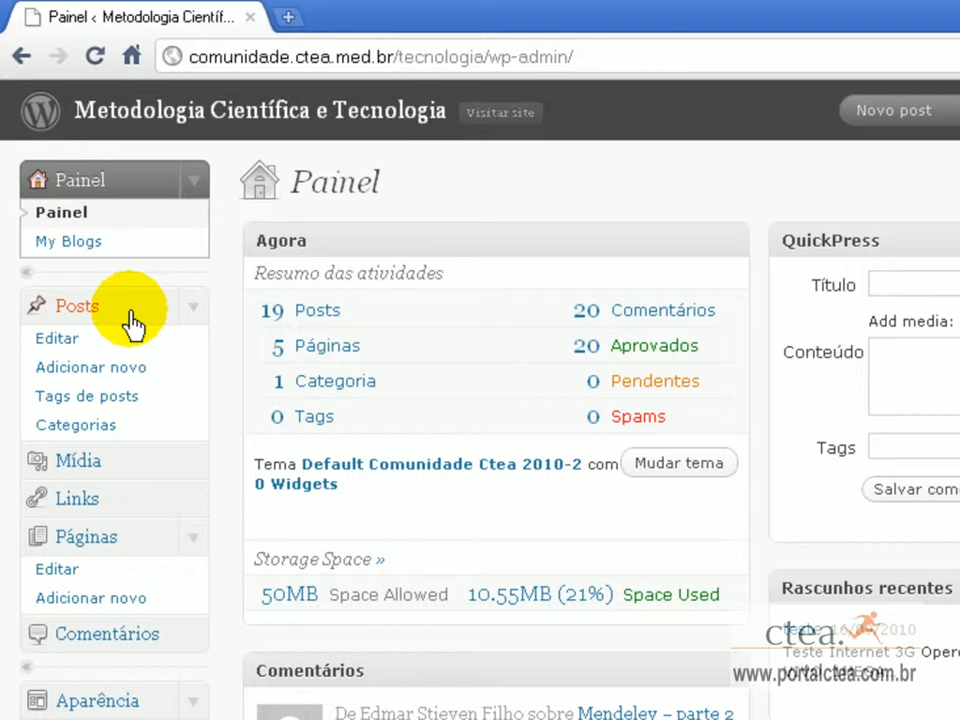 Painel < Metodologia Científ...
comunidade.ctea.med.br/tecnologia/wp-admin/
Metodologia Científica e Tecnologia
Visitar site
Novo post
Painel
Painel
My Blogs
Posts
Editar
Adicionar novo
Tags de posts
Categorias
Mídia
Links
Páginas
Editar
Adicionar novo
Comentários
Aparência
Painel
Agora
Resumo das atividades
19 Posts
20 Comentários
5 Páginas
20 Aprovados
1 Categoria
0 Pendentes
0 Tags
0 Spams
Tema Default Comunidade Ctea 2010-2 com
Mudar tema
0 Widgets
Storage Space »
50MB Space Allowed
10.55MB (21%) Space Used
Comentários
De Edmar Stieven Filho sobre Mendeley – parte 2
QuickPress
Título
Add media:
Conteúdo
Tags
Salvar com
Rascunhos recentes
teste 16/09/2010
Teste Internet 3G Oper
ctea.
www.portalctea.com.br